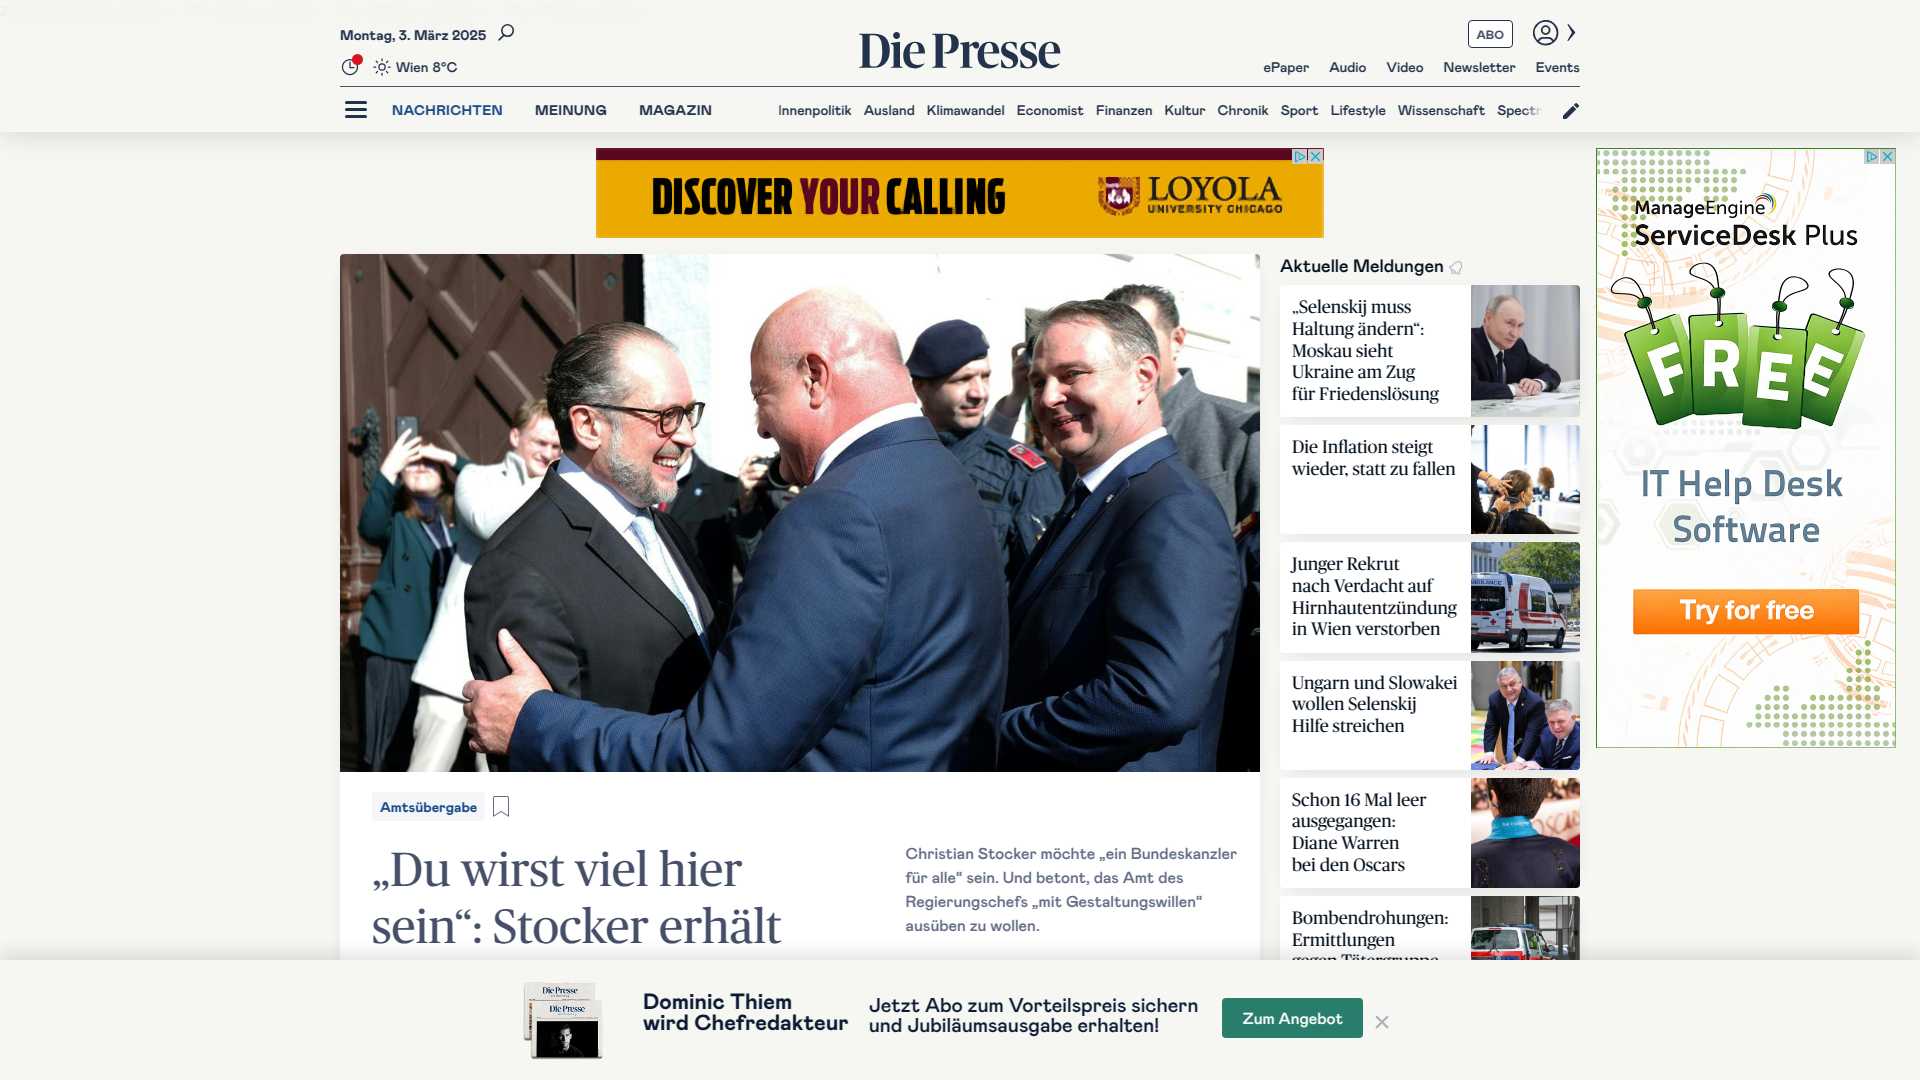 Montag, 3. März 2025
Die Presse
ABO
Wien 8°C
ePaper Audio Video Newsletter Events
NACHRICHTEN MEINUNG MAGAZIN
Innenpolitik Ausland Klimawandel Economist Finanzen Kultur Chronik Sport Lifestyle Wissenschaft
DISCOVER YOUR CALLING
LOYOLA
UNIVERSITY CHICAGO
Amtsübergabe
„Du wirst viel hier
sein“: Stocker erhält
Christian Stocker möchte „ein Bundeskanzler
für alle“ sein. Und betont, das Amt des
Regierungschefs „mit Gestaltungswillen“
ausüben zu wollen.
Aktuelle Meldungen
„Selenskij muss
Haltung ändern“:
Moskau sieht
Ukraine am Zug
für Friedenslösung
Die Inflation steigt
wieder, statt zu fallen
Junger Rekrut
nach Verdacht auf
Hirnhautentzündung
in Wien verstorben
Ungarn und Slowakei
wollen Selenskij
Hilfe streichen
Schon 16 Mal leer
ausgegangen:
Diane Warren
bei den Oscars
Bombendrohungen:
Ermittlungen
gegen Tätergruppe
ManageEngine
ServiceDesk Plus
FREE
IT Help Desk
Software
Try for free
Die Presse
Die Presse
Dominic Thiem
wird Chefredakteur
Jetzt Abo zum Vorteilspreis sichern
und Jubiläumsausgabe erhalten!
Zum Angebot